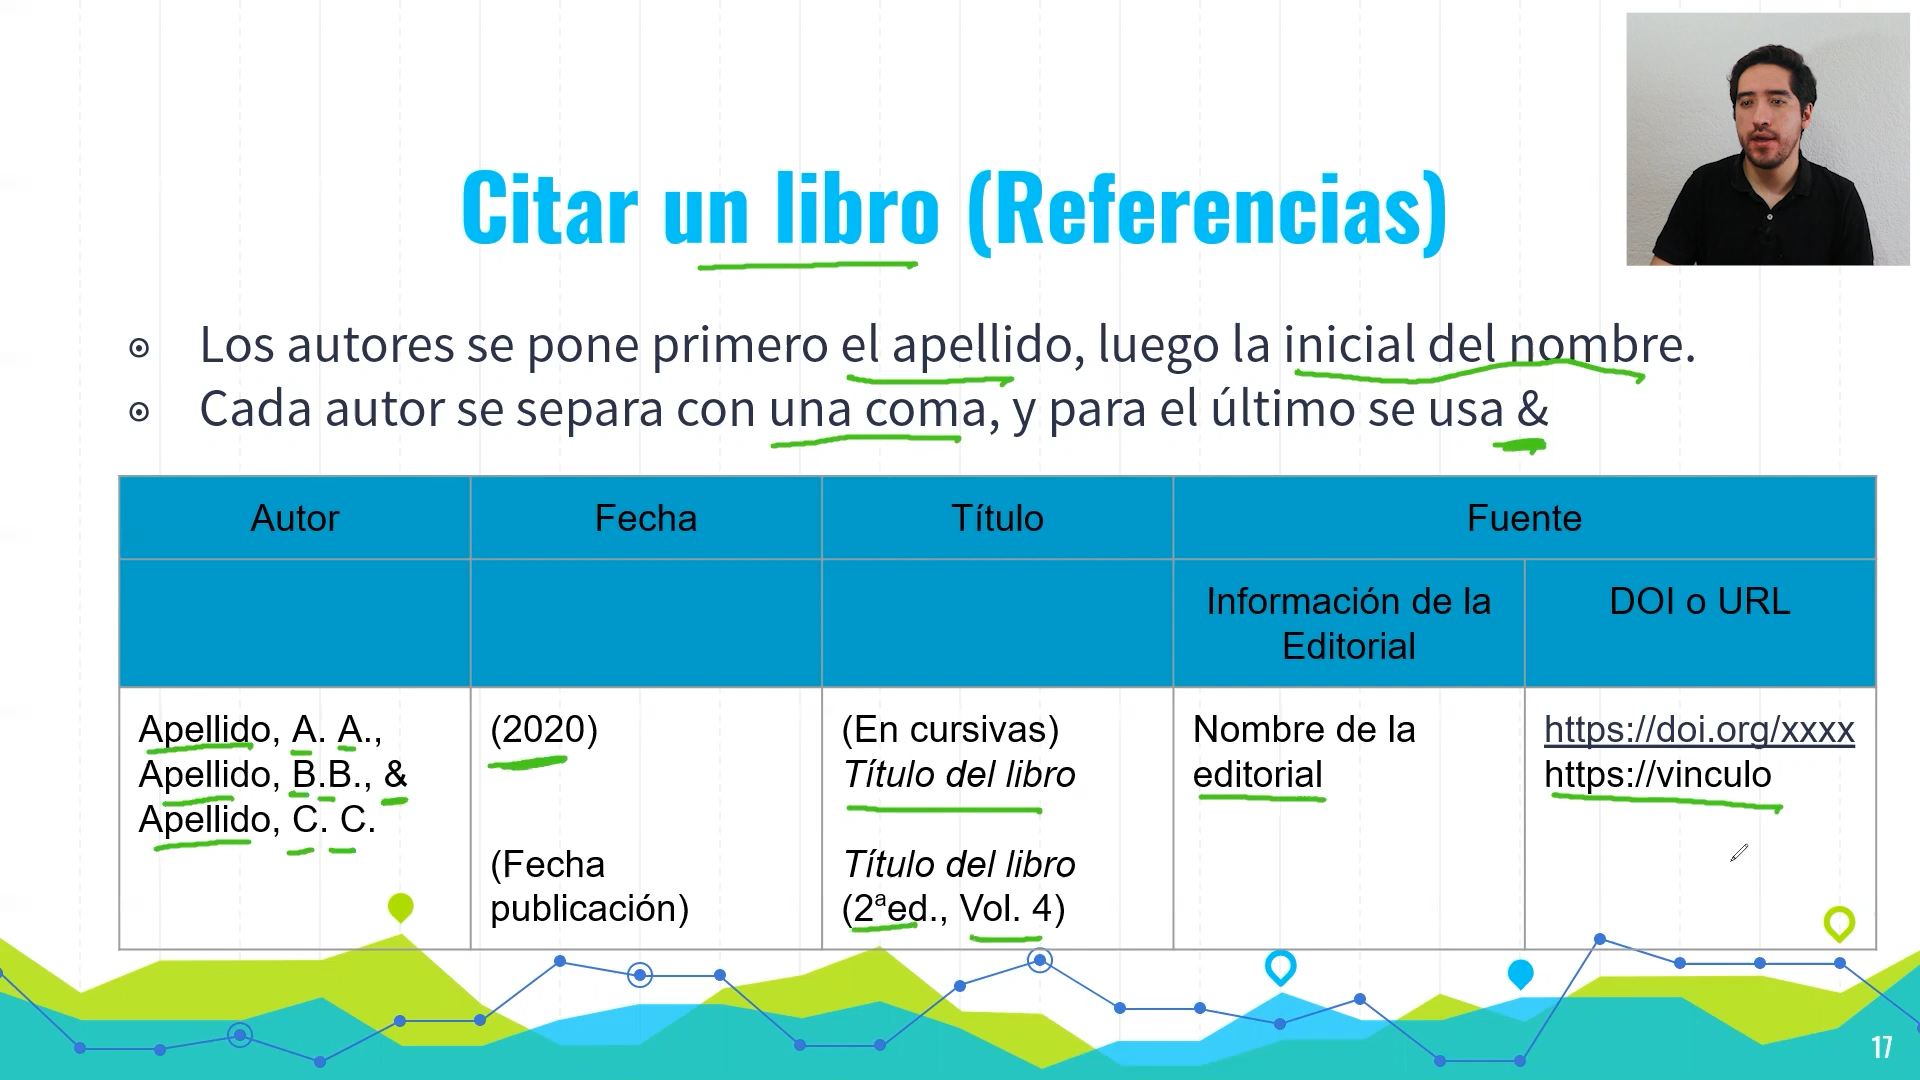 Citar un libro (Referencias)
Los autores se pone primero el apellido, luego la inicial del nombre.
Cada autor se separa con una coma, y para el último se usa &
Autor
Fecha
Título
Fuente
Información de la
Editorial
DOI o URL
Apellido, A. A.,
Apellido, B.B., &
Apellido, C. C.
(2020)
(Fecha
publicación)
(En cursivas)
Título del libro
Título del libro
(2ªed., Vol. 4)
Nombre de la
editorial
https://doi.org/xxxx
https://vinculo
17